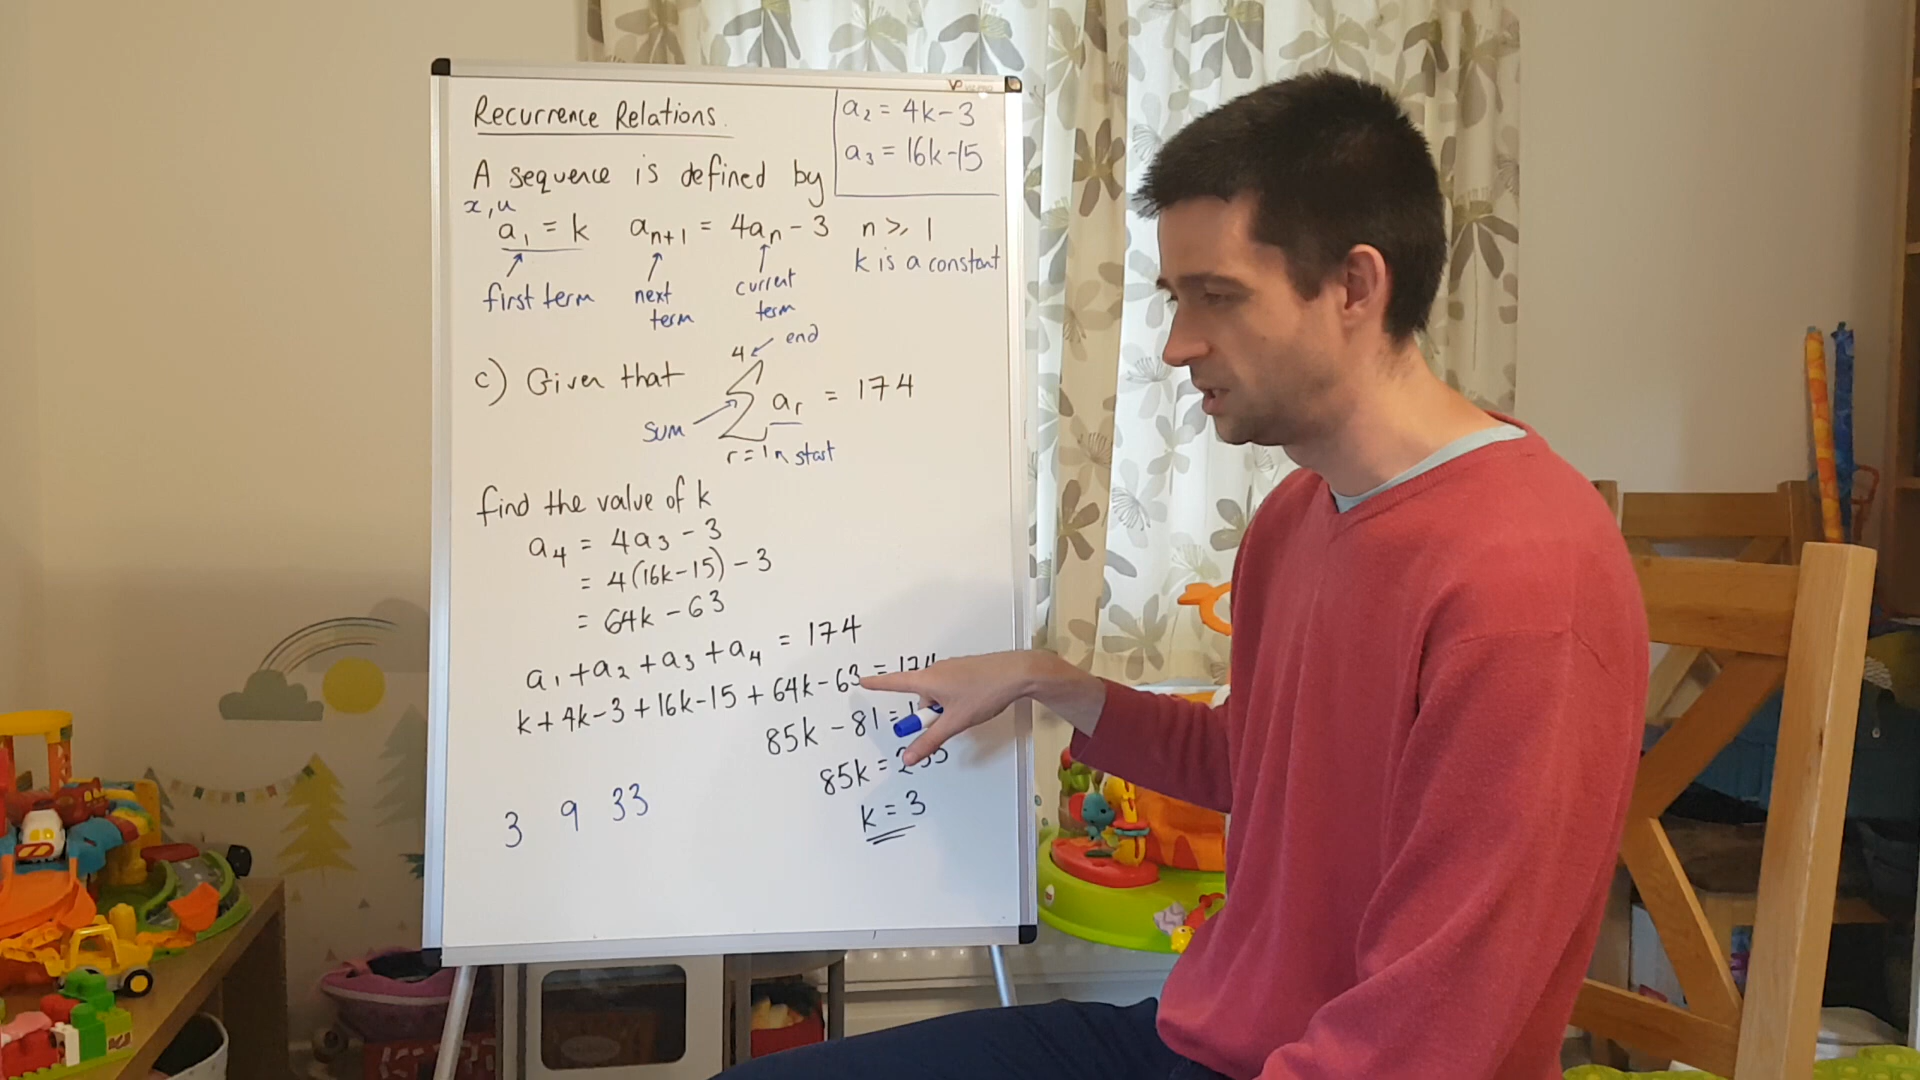 Recurrence Relations.
a₂ = 4k-3
a₃ = 16k-15
A sequence is defined by
x, u
a₁ = k   aₙ₊₁ = 4aₙ - 3   n ⩾ 1
k is a constant
first term   next term   current term
c) Given that
4
end
Σ aᵣ = 174
sum
r = 1 start
find the value of k
a₄ = 4a₃ - 3
= 4(16k-15) - 3
= 64k - 63
a₁ + a₂ + a₃ + a₄ = 174
k + 4k-3 + 16k-15 + 64k-63 = 174
85k - 81 = 1
85k = 255
k = 3
3   9   33